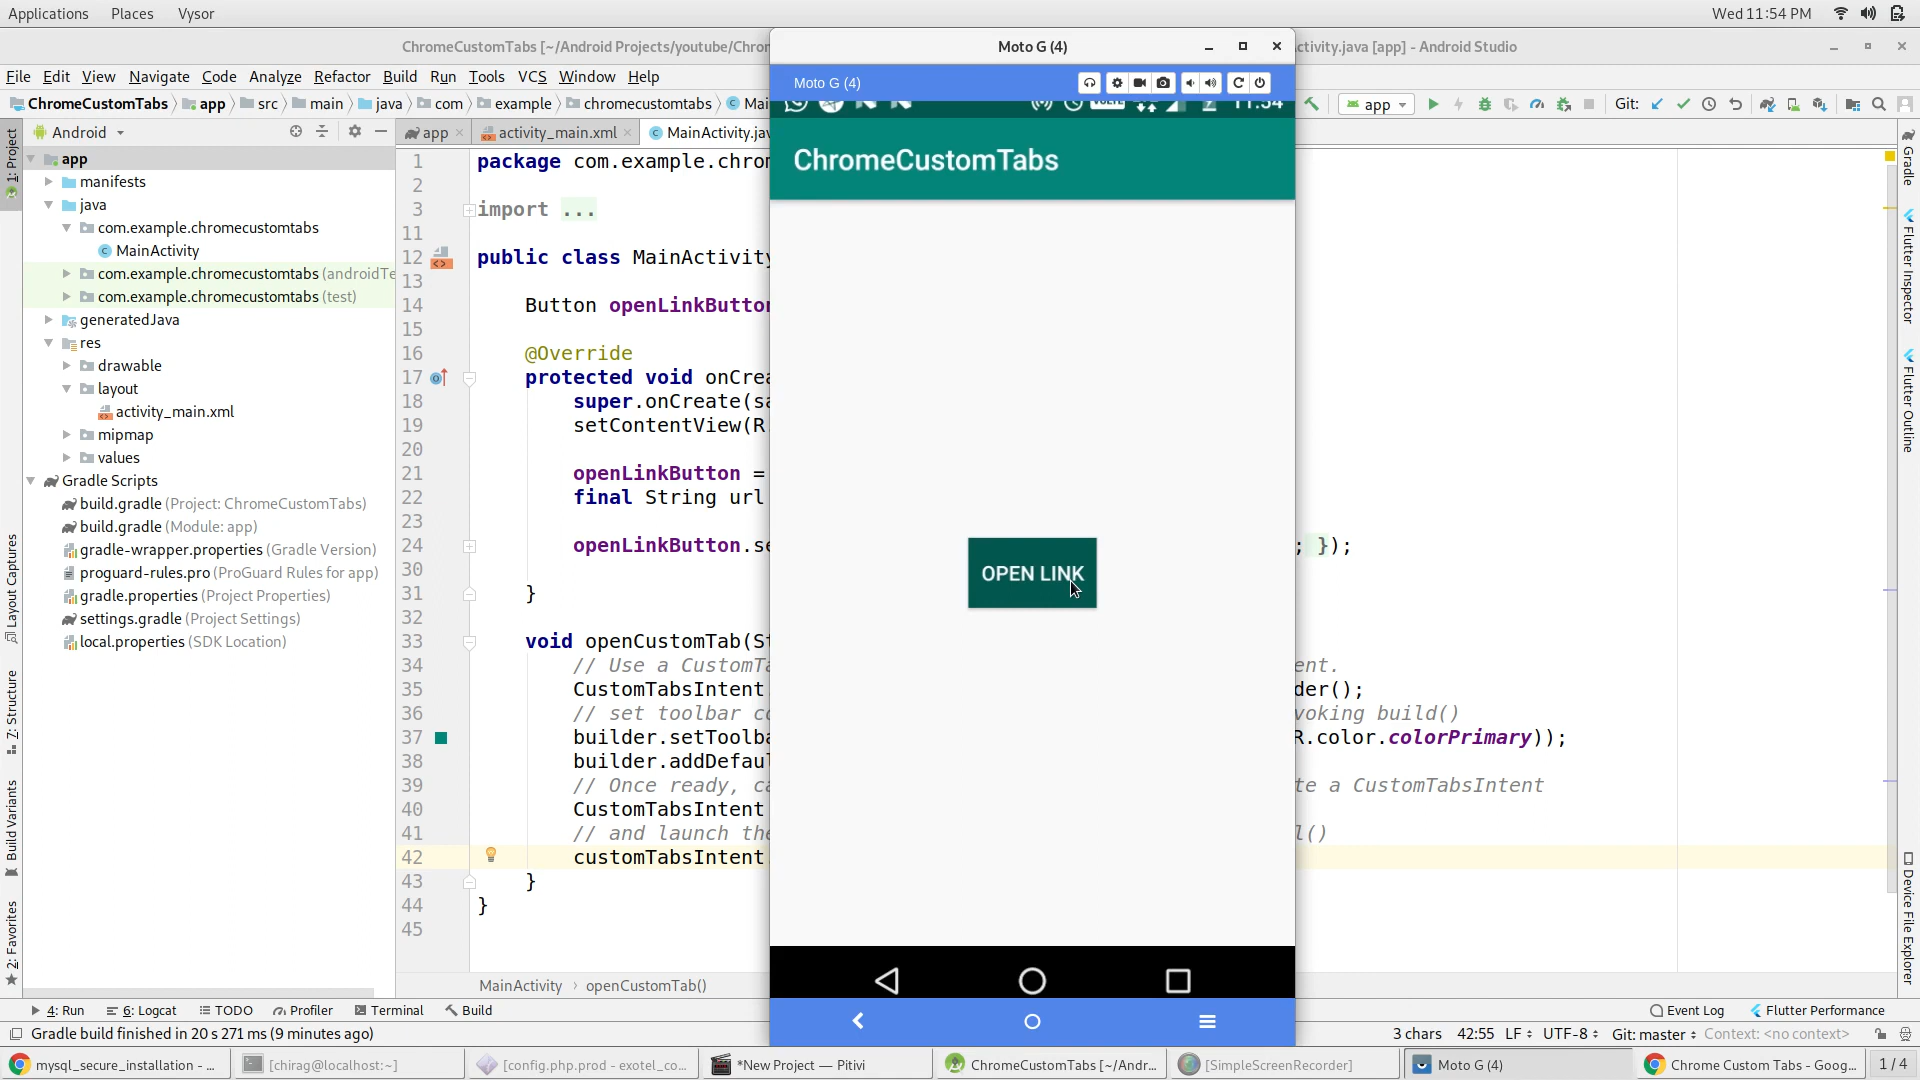 Applications Places Vysor Wed 11:54 PM
ChromeCustomTabs [~/Android Projects/youtube/Chro
ctivity.java [app] - Android Studio
Moto G (4)
File Edit View Navigate Code Analyze Refactor Build Run Tools VCS Window Help
Moto G (4)
ChromeCustomTabs app src main java com example chromecustomtabs Mai
app Git:
11:54
Android
app activity_main.xml MainActivity.jav
ChromeCustomTabs
1: Project
app
manifests
java
com.example.chromecustomtabs
MainActivity
com.example.chromecustomtabs (androidTe
com.example.chromecustomtabs (test)
generatedJava
res
drawable
layout
activity_main.xml
mipmap
values
Gradle Scripts
build.gradle (Project: ChromeCustomTabs)
build.gradle (Module: app)
gradle-wrapper.properties (Gradle Version)
proguard-rules.pro (ProGuard Rules for app)
gradle.properties (Project Properties)
settings.gradle (Project Settings)
local.properties (SDK Location)
Layout Captures
7: Structure
Build Variants
2: Favorites
1 package com.example.chrom
2
3 import ...
11
12 public class MainActivity
13
14 Button openLinkButton
15
16 @Override
17 protected void onCrea
18 super.onCreate(sa
19 setContentView(R
20
21 openLinkButton =
22 final String url
23
24 openLinkButton.se ; });
30
31 }
32
33 void openCustomTab(St
34 // Use a CustomTa ent.
35 CustomTabsIntent der();
36 // set toolbar co voking build()
37 builder.setToolba R.color.colorPrimary));
38 builder.addDefaul
39 // Once ready, ca te a CustomTabsIntent
40 CustomTabsIntent
41 // and launch the l()
42 customTabsIntent
43 }
44 }
45
OPEN LINK
Gradle
Flutter Inspector
Flutter Outline
Device File Explorer
MainActivity › openCustomTab()
4: Run 6: Logcat TODO Profiler Terminal Build Event Log Flutter Performance
Gradle build finished in 20 s 271 ms (9 minutes ago) 3 chars 42:55 LF UTF-8 Git: master Context: <no context>
mysql_secure_installation - ... [chirag@localhost:~] [config.php.prod - exotel_co... *New Project — Pitivi ChromeCustomTabs [~/Andr... [SimpleScreenRecorder] Moto G (4) Chrome Custom Tabs - Goog... 1 / 4